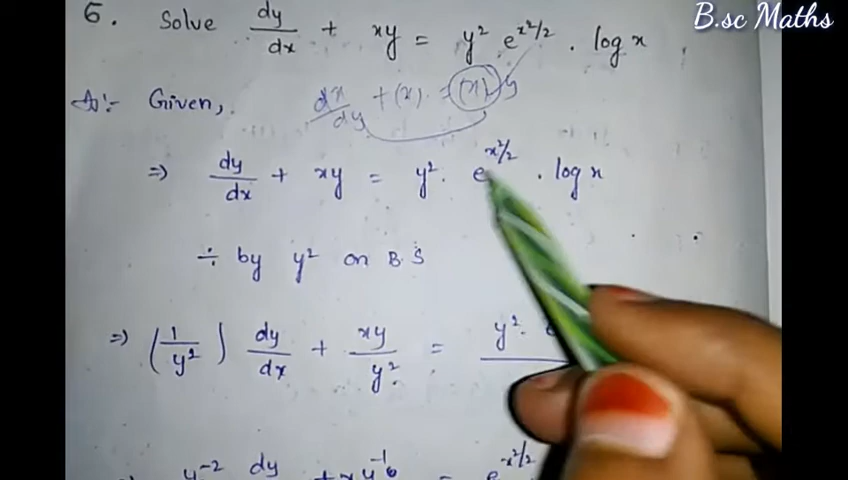 B.sc Maths
6. Solve dy/dx + xy = y² e^(x²/2) . log x
A:- Given,
dx/dy + (x) = (x) y
=> dy/dx + xy = y² . e^(x²/2) . log x
÷ by y² on B.S
=> (1/y²) dy/dx + xy/y² = y² .
y^-2 dy + x y^-1 = e^(-x²/2)